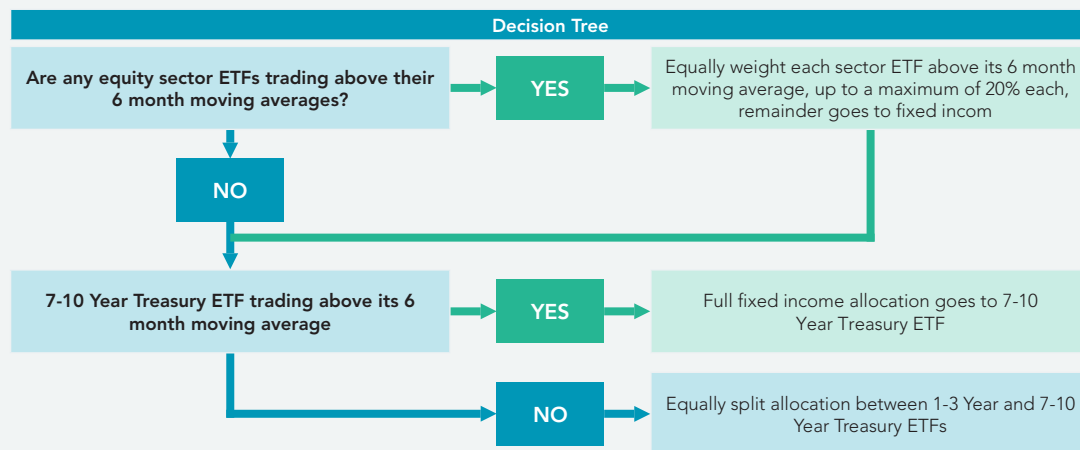 Decision Tree
Are any equity sector ETFs trading above their
6 month moving averages?
YES
Equally weight each sector ETF above its 6 month
moving average, up to a maximum of 20% each,
remainder goes to fixed incom
NO
7-10 Year Treasury ETF trading above its 6
month moving average
YES
Full fixed income allocation goes to 7-10
Year Treasury ETF
NO
Equally split allocation between 1-3 Year and 7-10
Year Treasury ETFs